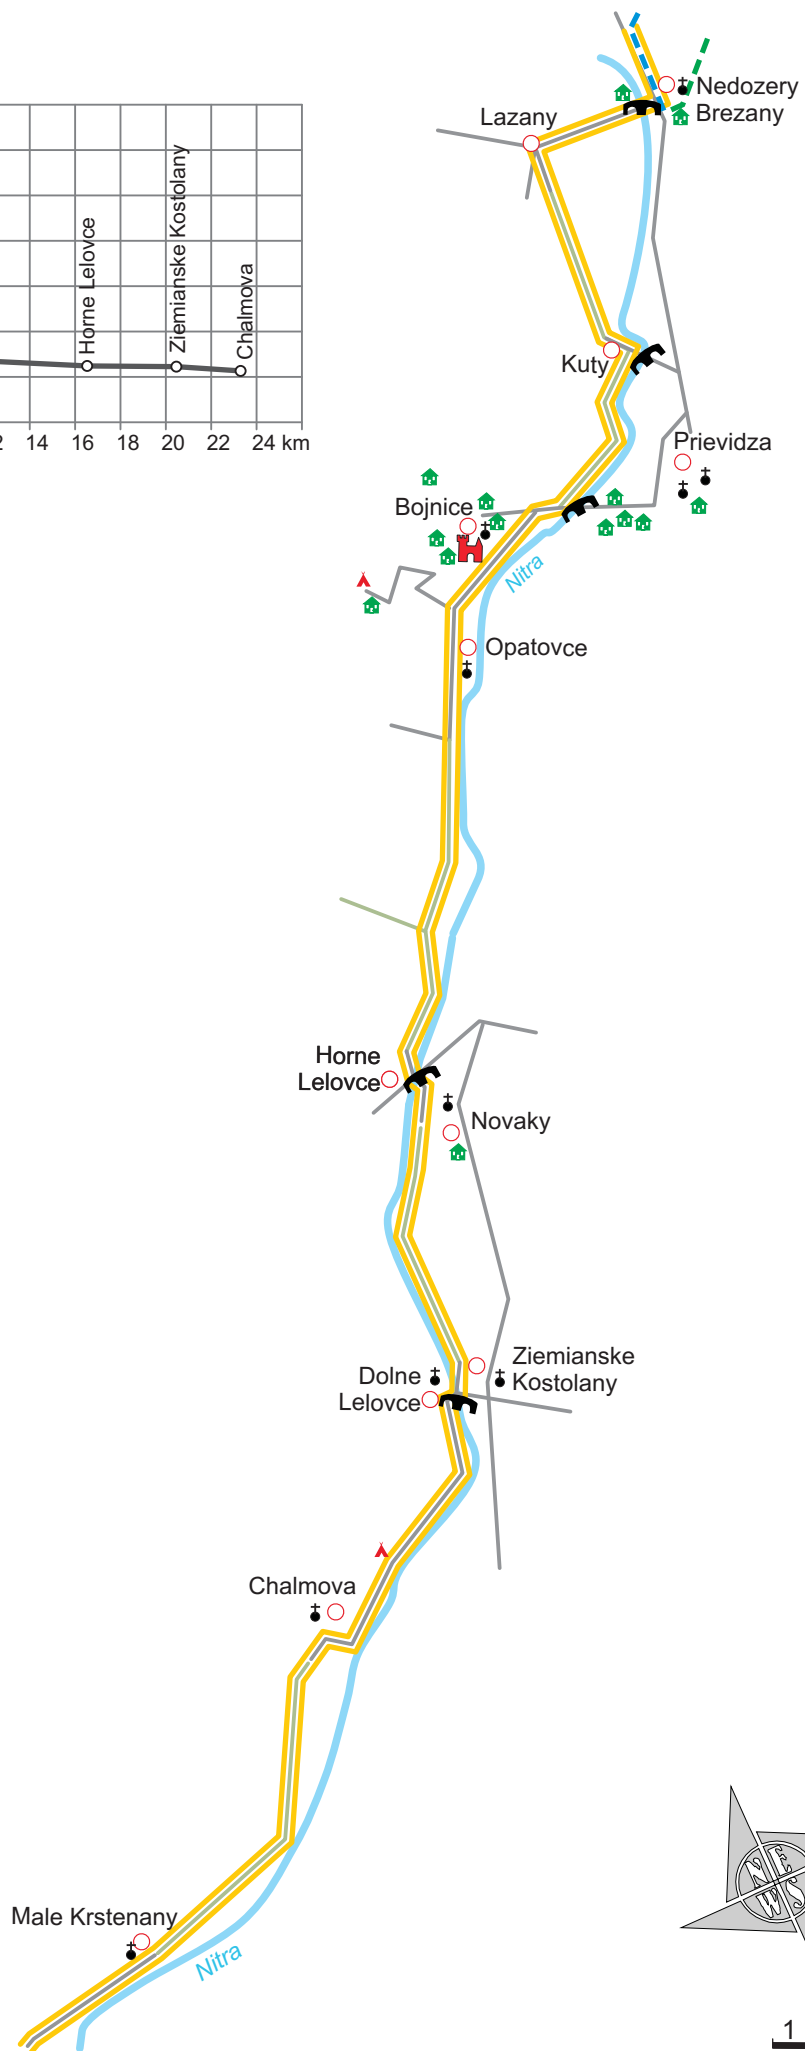 Nedozery
Brezany
Lazany
Horne Lelovce
Ziemianske Kostolany
Chalmova
2 14 16 18 20 22 24 km
Kuty
Prievidza
Bojnice
Nitra
Opatovce
Horne
Lelovce
Novaky
Ziemianske
Kostolany
Dolne
Lelovce
Chalmova
Male Krstenany
Nitra
N E
W S
1